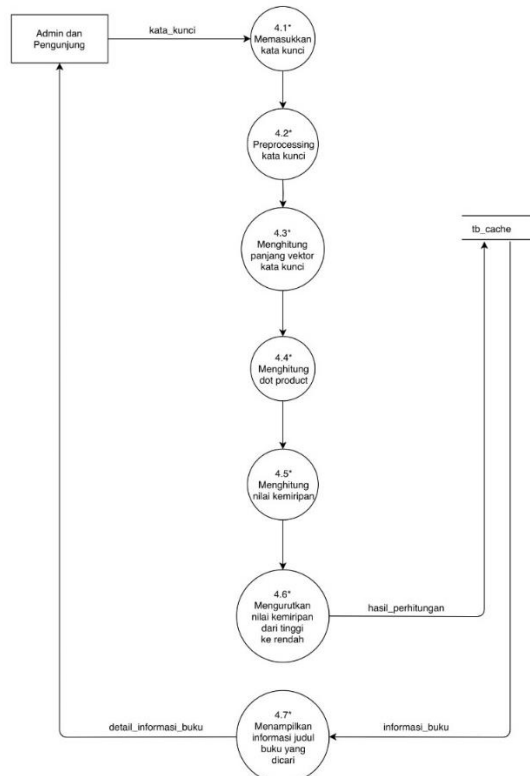 Admin dan
Pengunjung
kata_kunci
4.1*
Memasukkan
kata kunci
4.2*
Preprocessing
kata kunci
4.3*
Menghitung
panjang vektor
kata kunci
tb_cache
4.4*
Menghitung
dot product
4.5*
Menghitung
nilai kemiripan
4.6*
Mengurutkan
nilai kemiripan
dari tinggi
ke rendah
hasil_perhitungan
detail_informasi_buku
4.7*
Menampilkan
informasi judul
buku yang
dicari
informasi_buku